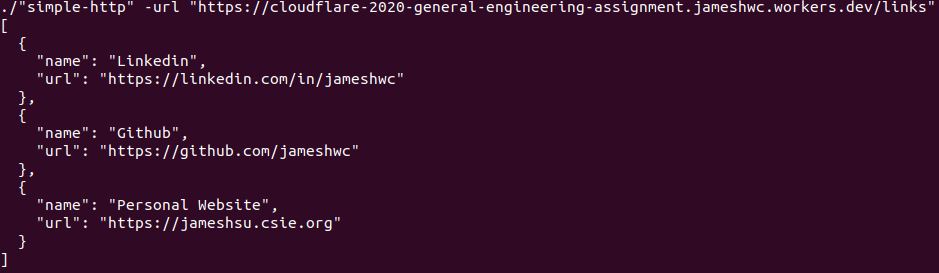 ./"simple-http" -url "https://cloudflare-2020-general-engineering-assignment.jameshwc.workers.dev/links"
[
  {
    "name": "Linkedin",
    "url": "https://linkedin.com/in/jameshwc"
  },
  {
    "name": "Github",
    "url": "https://github.com/jameshwc"
  },
  {
    "name": "Personal Website",
    "url": "https://jameshsu.csie.org"
  }
]